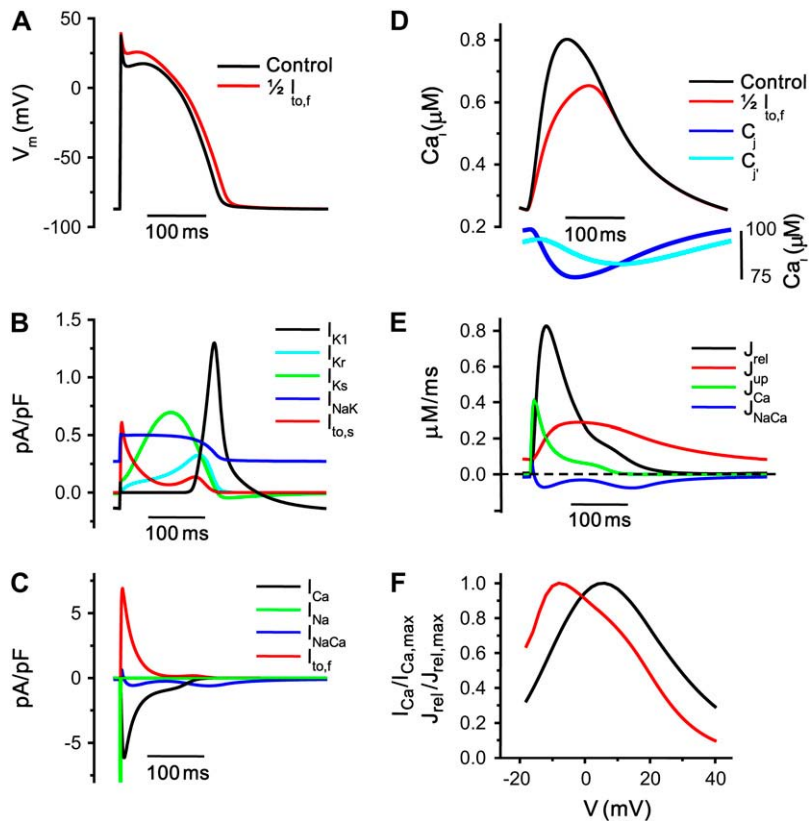 A
50
0
-50
-100
V_m (mV)
Control
½ I_to,f
100 ms
B
1.5
1.0
0.5
0.0
pA/pF
I_K1
I_Kr
I_Ks
I_NaK
I_to,s
100 ms
C
5
0
-5
pA/pF
I_Ca
I_Na
I_NaCa
I_to,f
100 ms
D
0.8
0.6
0.4
0.2
Ca_i (µM)
Control
½ I_to,f
C_j
C_j'
100 ms
100
75
Ca_i (µM)
E
0.8
0.6
0.4
0.2
0.0
µM/ms
J_rel
J_up
J_Ca
J_NaCa
100 ms
F
1.0
0.8
0.6
0.4
0.2
0.0
I_Ca/I_Ca,max
J_rel/J_rel,max
-20
0
20
40
V (mV)